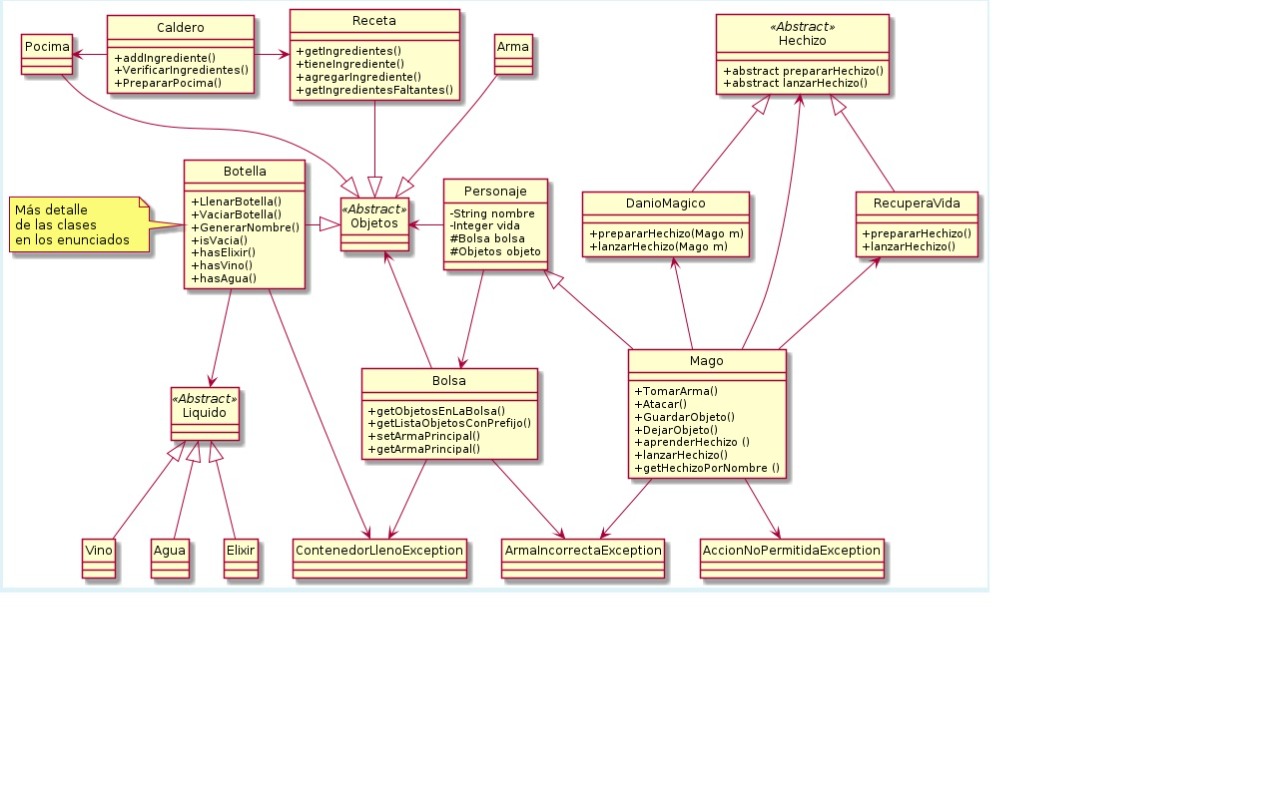 Pocima
Caldero
+addIngrediente()
+VerificarIngredientes()
+PrepararPocima()
Receta
+getIngredientes()
+tieneIngrediente()
+agregarIngrediente()
+getIngredientesFaltantes()
Arma
«Abstract»
Hechizo
+abstract prepararHechizo()
+abstract lanzarHechizo()
Más detalle
de las clases
en los enunciados
Botella
+LlenarBotella()
+VaciarBotella()
+GenerarNombre()
+isVacia()
+hasElixir()
+hasVino()
+hasAgua()
«Abstract»
Objetos
Personaje
-String nombre
-Integer vida
#Bolsa bolsa
#Objetos objeto
DanioMagico
+prepararHechizo(Mago m)
+lanzarHechizo(Mago m)
RecuperaVida
+prepararHechizo()
+lanzarHechizo()
«Abstract»
Liquido
Bolsa
+getObjetosEnLaBolsa()
+getListaObjetosConPrefijo()
+setArmaPrincipal()
+getArmaPrincipal()
Mago
+TomarArma()
+Atacar()
+GuardarObjeto()
+DejarObjeto()
+aprenderHechizo ()
+lanzarHechizo()
+getHechizoPorNombre ()
Vino
Agua
Elixir
ContenedorLlenoException
ArmaIncorrectaException
AccionNoPermitidaException